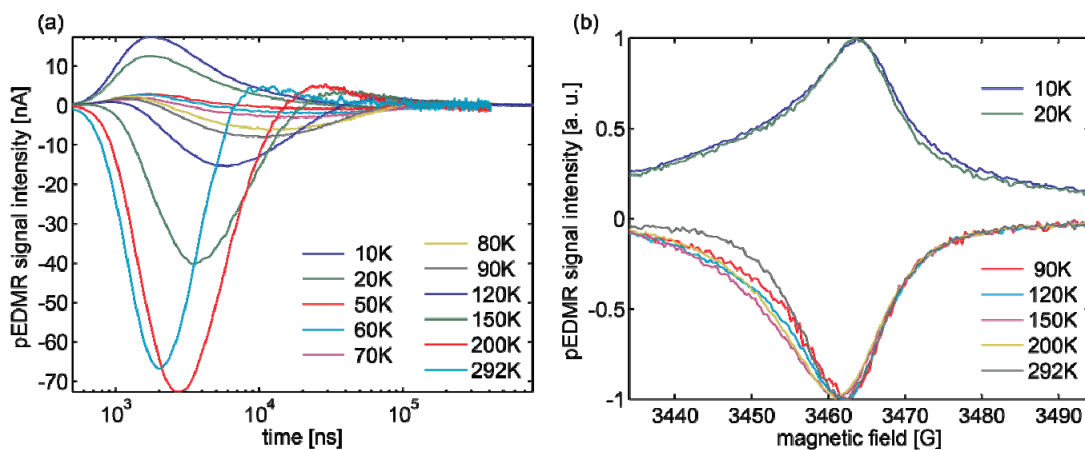 (a)
pEDMR signal intensity [nA]
10
0
-10
-20
-30
-40
-50
-60
-70
10K
20K
50K
60K
70K
80K
90K
120K
150K
200K
292K
10³
10⁴
10⁵
time [ns]
(b)
pEDMR signal intensity [a. u.]
1
0.5
0
-0.5
-1
10K
20K
90K
120K
150K
200K
292K
3440
3450
3460
3470
3480
3490
magnetic field [G]